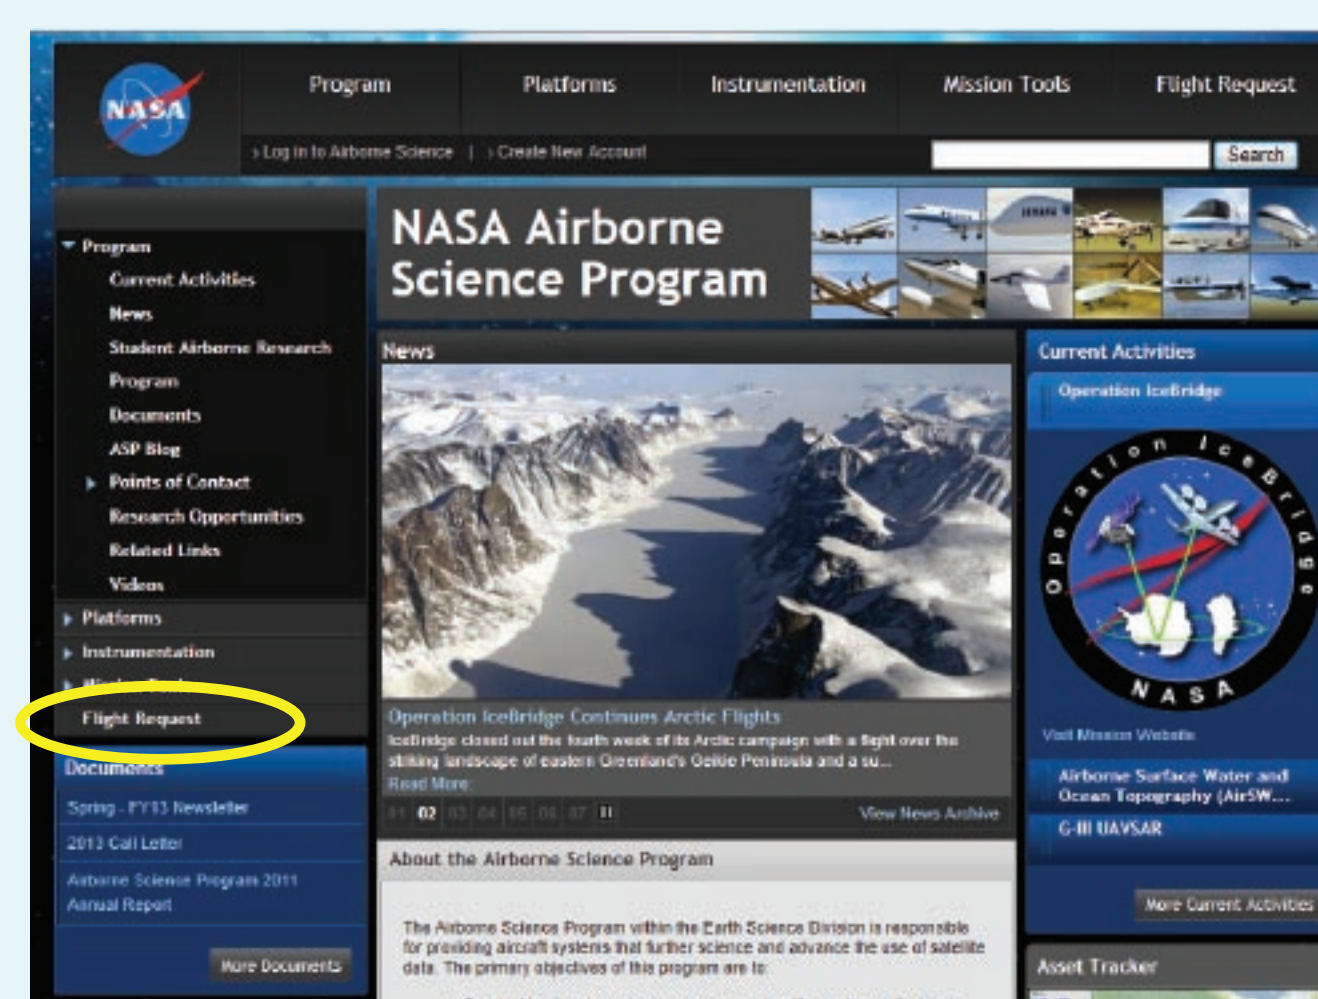 NASA
Program
Platforms
Instrumentation
Mission Tools
Flight Request
› Log in to Airborne Science | › Create New Account
Search
NASA Airborne
Science Program
Program
Current Activities
News
Student Airborne Research
Program
Documents
ASP Blog
Points of Contact
Research Opportunities
Related Links
Videos
Platforms
Instrumentation
Flight Request
Documents
Spring - FY13 Newsletter
2013 Call Letter
Airborne Science Program 2011
Annual Report
More Documents
News
Operation IceBridge Continues Arctic Flights
IceBridge closed out the fourth week of its Arctic campaign with a flight over the
striking landscape of eastern Greenland's Geikie Peninsula and a su...
Read More:
01 02 03 04 05 06 07
View News Archive
About the Airborne Science Program
The Airborne Science Program within the Earth Science Division is responsible
for providing aircraft systems that further science and advance the use of satellite
data. The primary objectives of this program are to:
Current Activities
Operation IceBridge
Operation IceBridge
NASA
Visit Mission Website
Airborne Surface Water and
Ocean Topography (AirSW...
G-III UAVSAR
More Current Activities
Asset Tracker